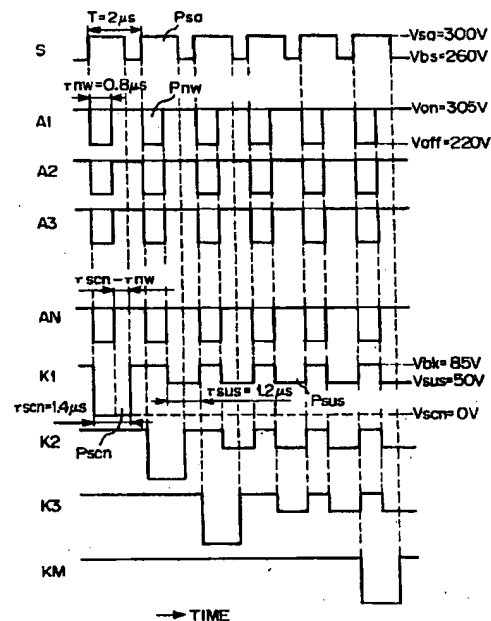 T=2μs
Psa
S
Vsa=300V
Vbs=260V
τnw=0.8μs
Pnw
A1
Von=305V
Vaff=220V
A2
A3
τscn-τnw
AN
K1
Vbk=85V
Vsus=50V
τsus=1.2μs
Psus
τscn=1.4μs
Vscn=0V
Pscn
K2
K3
KM
→ TIME